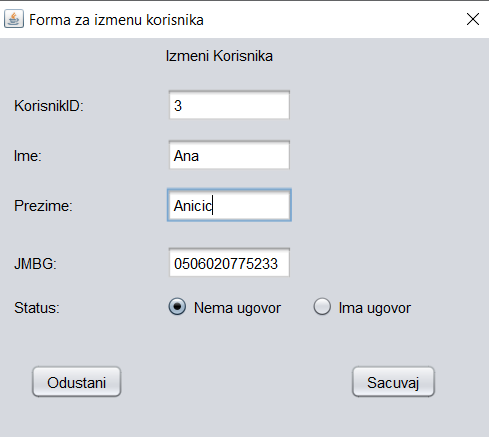 Forma za izmenu korisnika
Izmeni Korisnika
KorisnikID: 3
Ime: Ana
Prezime: Anicic
JMBG: 0506020775233
Status: Nema ugovor Ima ugovor
Odustani Sacuvaj